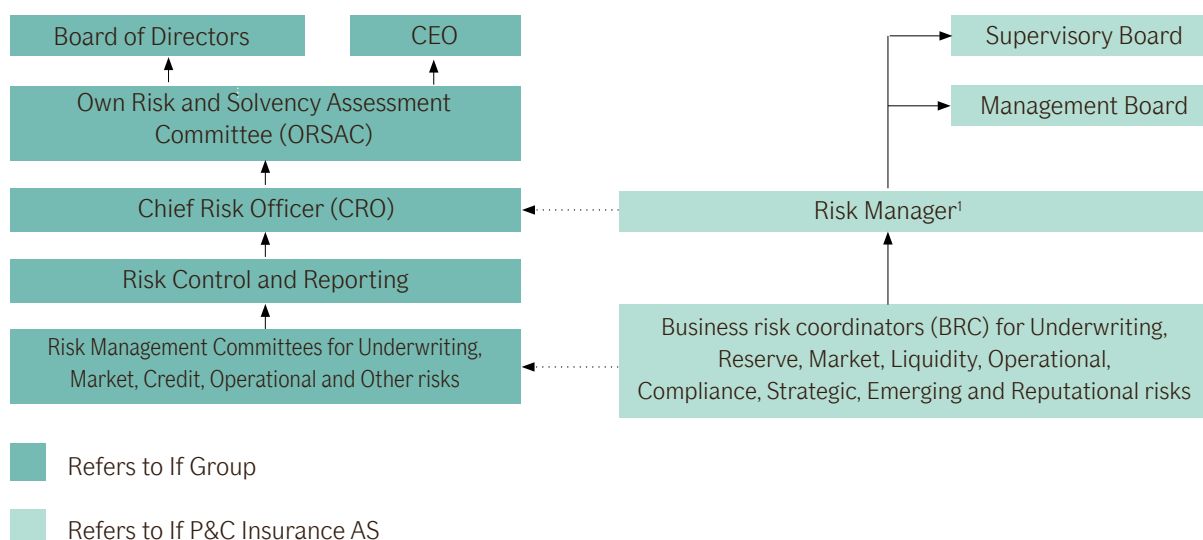 Board of Directors
CEO
Own Risk and Solvency Assessment
Committee (ORSAC)
Chief Risk Officer (CRO)
Risk Control and Reporting
Risk Management Committees for Underwriting,
Market, Credit, Operational and Other risks
Supervisory Board
Management Board
Risk Manager¹
Business risk coordinators (BRC) for Underwriting,
Reserve, Market, Liquidity, Operational,
Compliance, Strategic, Emerging and Reputational risks
Refers to If Group
Refers to If P&C Insurance AS